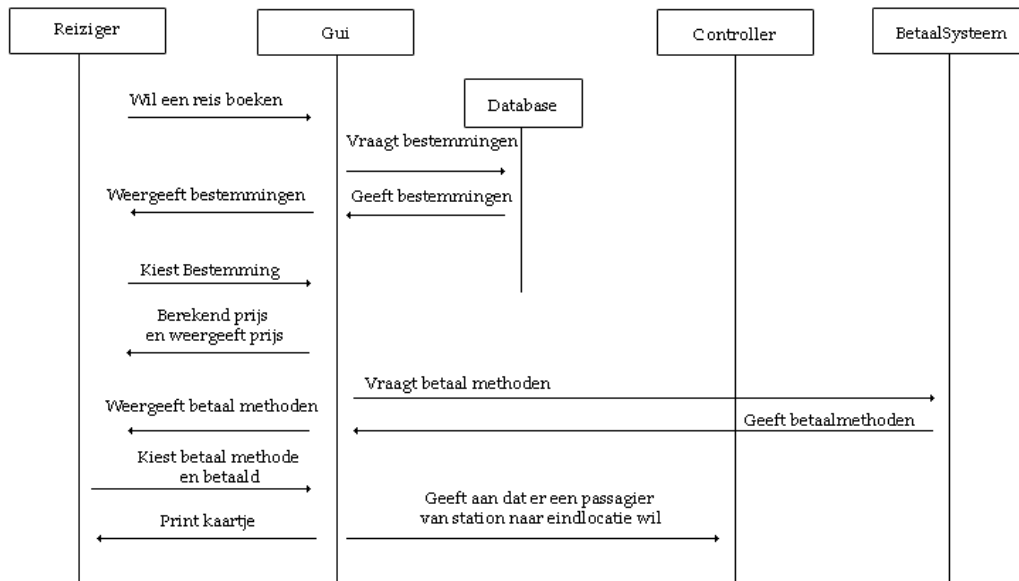 Reiziger
Gui
Controller
BetaalSysteem
Database
Wil een reis boeken
Vraagt bestemmingen
Weergeeft bestemmingen
Geeft bestemmingen
Kiest Bestemming
Berekend prijs
en weergeeft prijs
Vraagt betaal methoden
Weergeeft betaal methoden
Geeft betaalmethoden
Kiest betaal methode
en betaald
Geeft aan dat er een passagier
van station naar eindlocatie wil
Print kaartje